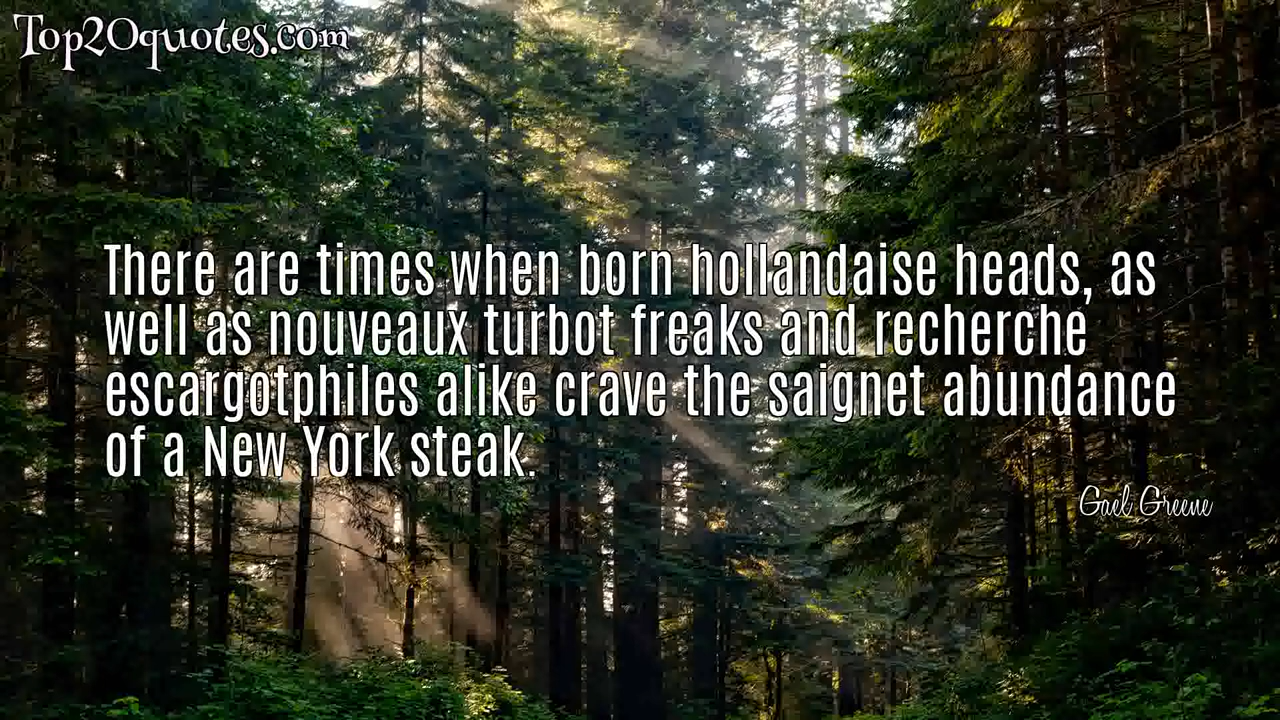 Top20quotes.com
There are times when born hollandaise heads, as
well as nouveaux turbot freaks and recherche
escargotphiles alike crave the saignet abundance
of a New York steak.
Gael Greene